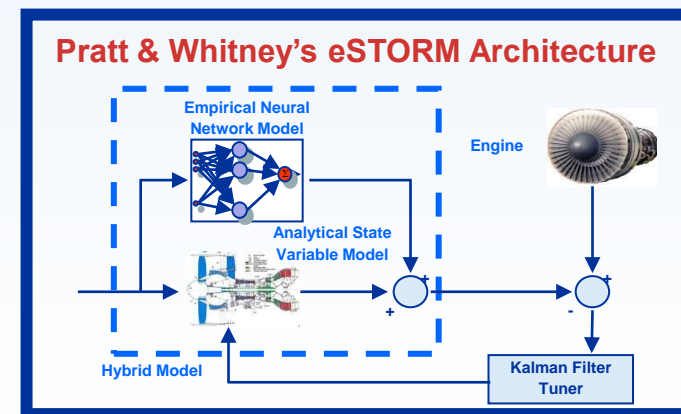 Pratt & Whitney's eSTORM Architecture
Empirical Neural
Network Model
Engine
Σ
Analytical State
Variable Model
+
+
+
-
Hybrid Model
Kalman Filter
Tuner